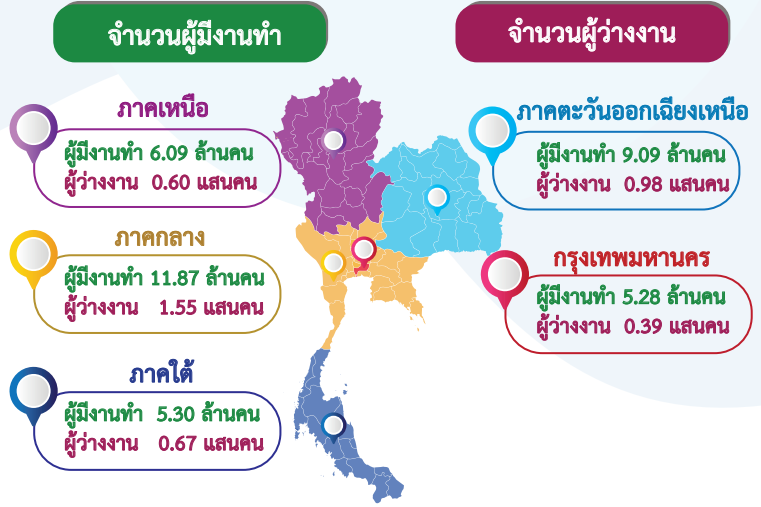 จำนวนผู้มีงานทำ
จำนวนผู้ว่างงาน
ภาคเหนือ
ผู้มีงานทำ 6.09 ล้านคน
ผู้ว่างงาน 0.60 แสนคน
ภาคตะวันออกเฉียงเหนือ
ผู้มีงานทำ 9.09 ล้านคน
ผู้ว่างงาน 0.98 แสนคน
ภาคกลาง
ผู้มีงานทำ 11.87 ล้านคน
ผู้ว่างงาน 1.55 แสนคน
กรุงเทพมหานคร
ผู้มีงานทำ 5.28 ล้านคน
ผู้ว่างงาน 0.39 แสนคน
ภาคใต้
ผู้มีงานทำ 5.30 ล้านคน
ผู้ว่างงาน 0.67 แสนคน